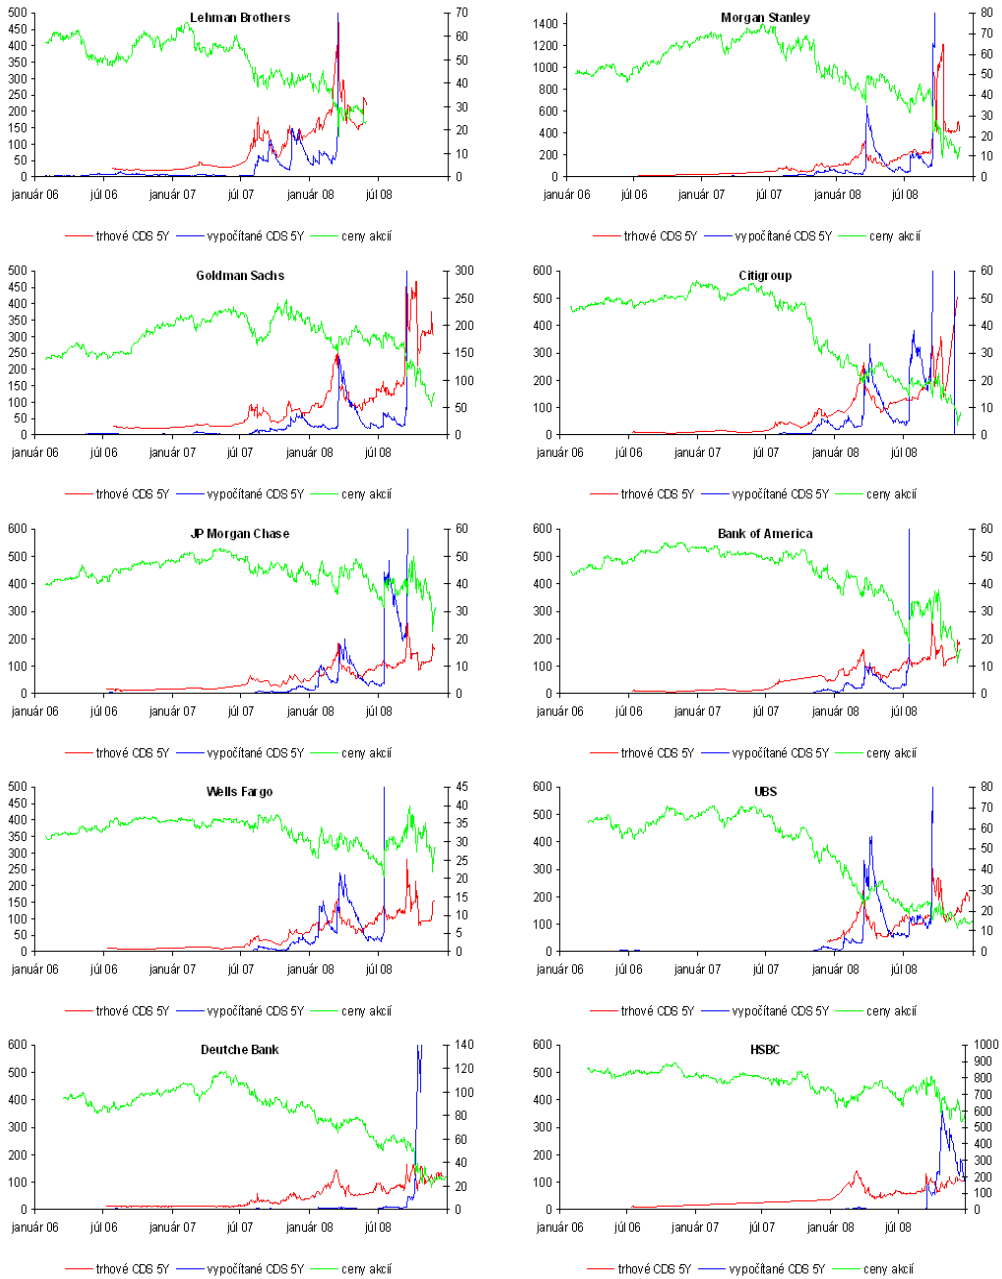 Lehman Brothers
500 450 400 350 300 250 200 150 100 50 0
70 60 50 40 30 20 10 0
január 06 júl 06 január 07 júl 07 január 08 júl 08
trhové CDS 5Y vypočítané CDS 5Y ceny akcií
Morgan Stanley
1400 1200 1000 800 600 400 200 0
80 70 60 50 40 30 20 10 0
január 06 júl 06 január 07 júl 07 január 08 júl 08
trhové CDS 5Y vypočítané CDS 5Y ceny akcií
Goldman Sachs
500 450 400 350 300 250 200 150 100 50 0
300 250 200 150 100 50 0
január 06 júl 06 január 07 júl 07 január 08 júl 08
trhové CDS 5Y vypočítané CDS 5Y ceny akcií
Citigroup
600 500 400 300 200 100 0
60 50 40 30 20 10 0
január 06 júl 06 január 07 júl 07 január 08 júl 08
trhové CDS 5Y vypočítané CDS 5Y ceny akcií
JP Morgan Chase
600 500 400 300 200 100 0
60 50 40 30 20 10 0
január 06 júl 06 január 07 júl 07 január 08 júl 08
trhové CDS 5Y vypočítané CDS 5Y ceny akcií
Bank of America
600 500 400 300 200 100 0
60 50 40 30 20 10 0
január 06 júl 06 január 07 júl 07 január 08 júl 08
trhové CDS 5Y vypočítané CDS 5Y ceny akcií
Wells Fargo
500 450 400 350 300 250 200 150 100 50 0
45 40 35 30 25 20 15 10 5 0
január 06 júl 06 január 07 júl 07 január 08 júl 08
trhové CDS 5Y vypočítané CDS 5Y ceny akcií
UBS
600 500 400 300 200 100 0
80 70 60 50 40 30 20 10 0
január 06 júl 06 január 07 júl 07 január 08 júl 08
trhové CDS 5Y vypočítané CDS 5Y ceny akcií
Deutche Bank
600 500 400 300 200 100 0
140 120 100 80 60 40 20 0
január 06 júl 06 január 07 júl 07 január 08 júl 08
trhové CDS 5Y vypočítané CDS 5Y ceny akcií
HSBC
600 500 400 300 200 100 0
1000 900 800 700 600 500 400 300 200 100 0
január 06 júl 06 január 07 júl 07 január 08 júl 08
trhové CDS 5Y vypočítané CDS 5Y ceny akcií